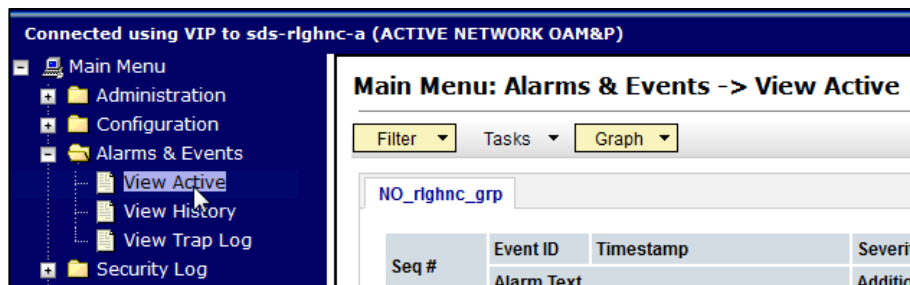 Connected using VIP to sds-rlghnc-a (ACTIVE NETWORK OAM&P)
Main Menu
Administration
Configuration
Alarms & Events
View Active
View History
View Trap Log
Security Log
Main Menu: Alarms & Events -> View Active
Filter Tasks Graph
NO_rlghnc_grp
Seq # Event ID Timestamp
Alarm Text